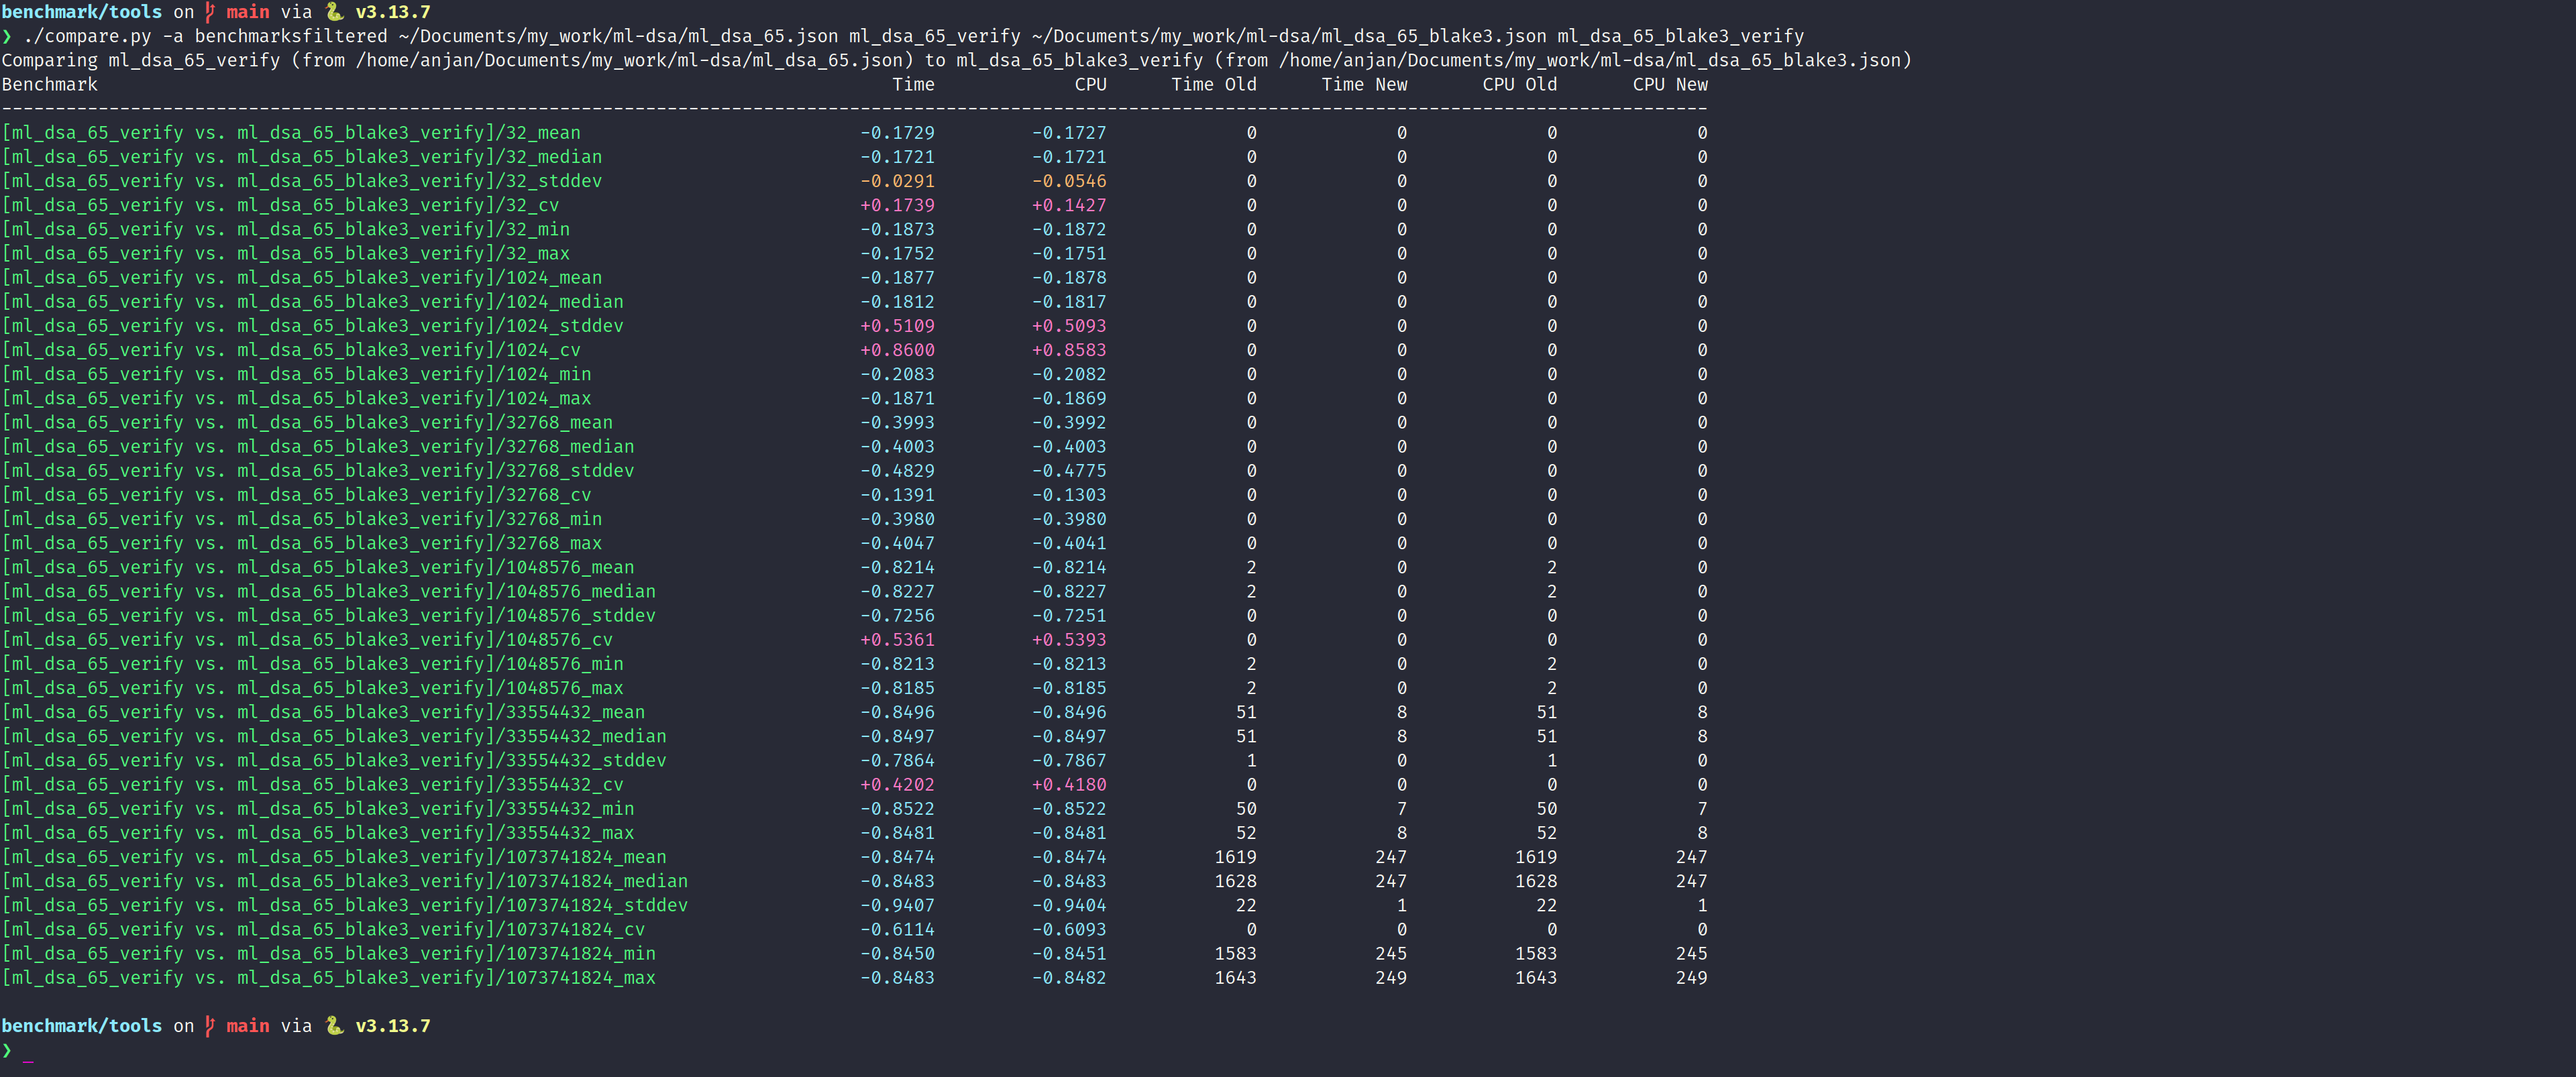 benchmark/tools on main via 🐍 v3.13.7
❯ ./compare.py -a benchmarksfiltered ~/Documents/my_work/ml-dsa/ml_dsa_65.json ml_dsa_65_verify ~/Documents/my_work/ml-dsa/ml_dsa_65_blake3.json ml_dsa_65_blake3_verify
Comparing ml_dsa_65_verify (from /home/anjan/Documents/my_work/ml-dsa/ml_dsa_65.json) to ml_dsa_65_blake3_verify (from /home/anjan/Documents/my_work/ml-dsa/ml_dsa_65_blake3.json)
Benchmark Time CPU Time Old Time New CPU Old CPU New
--------------------------------------------------------------------------------------------------------------------------------------------------------------
[ml_dsa_65_verify vs. ml_dsa_65_blake3_verify]/32_mean -0.1729 -0.1727 0 0 0 0
[ml_dsa_65_verify vs. ml_dsa_65_blake3_verify]/32_median -0.1721 -0.1721 0 0 0 0
[ml_dsa_65_verify vs. ml_dsa_65_blake3_verify]/32_stddev -0.0291 -0.0546 0 0 0 0
[ml_dsa_65_verify vs. ml_dsa_65_blake3_verify]/32_cv +0.1739 +0.1427 0 0 0 0
[ml_dsa_65_verify vs. ml_dsa_65_blake3_verify]/32_min -0.1873 -0.1872 0 0 0 0
[ml_dsa_65_verify vs. ml_dsa_65_blake3_verify]/32_max -0.1752 -0.1751 0 0 0 0
[ml_dsa_65_verify vs. ml_dsa_65_blake3_verify]/1024_mean -0.1877 -0.1878 0 0 0 0
[ml_dsa_65_verify vs. ml_dsa_65_blake3_verify]/1024_median -0.1812 -0.1817 0 0 0 0
[ml_dsa_65_verify vs. ml_dsa_65_blake3_verify]/1024_stddev +0.5109 +0.5093 0 0 0 0
[ml_dsa_65_verify vs. ml_dsa_65_blake3_verify]/1024_cv +0.8600 +0.8583 0 0 0 0
[ml_dsa_65_verify vs. ml_dsa_65_blake3_verify]/1024_min -0.2083 -0.2082 0 0 0 0
[ml_dsa_65_verify vs. ml_dsa_65_blake3_verify]/1024_max -0.1871 -0.1869 0 0 0 0
[ml_dsa_65_verify vs. ml_dsa_65_blake3_verify]/32768_mean -0.3993 -0.3992 0 0 0 0
[ml_dsa_65_verify vs. ml_dsa_65_blake3_verify]/32768_median -0.4003 -0.4003 0 0 0 0
[ml_dsa_65_verify vs. ml_dsa_65_blake3_verify]/32768_stddev -0.4829 -0.4775 0 0 0 0
[ml_dsa_65_verify vs. ml_dsa_65_blake3_verify]/32768_cv -0.1391 -0.1303 0 0 0 0
[ml_dsa_65_verify vs. ml_dsa_65_blake3_verify]/32768_min -0.3980 -0.3980 0 0 0 0
[ml_dsa_65_verify vs. ml_dsa_65_blake3_verify]/32768_max -0.4047 -0.4041 0 0 0 0
[ml_dsa_65_verify vs. ml_dsa_65_blake3_verify]/1048576_mean -0.8214 -0.8214 2 0 2 0
[ml_dsa_65_verify vs. ml_dsa_65_blake3_verify]/1048576_median -0.8227 -0.8227 2 0 2 0
[ml_dsa_65_verify vs. ml_dsa_65_blake3_verify]/1048576_stddev -0.7256 -0.7251 0 0 0 0
[ml_dsa_65_verify vs. ml_dsa_65_blake3_verify]/1048576_cv +0.5361 +0.5393 0 0 0 0
[ml_dsa_65_verify vs. ml_dsa_65_blake3_verify]/1048576_min -0.8213 -0.8213 2 0 2 0
[ml_dsa_65_verify vs. ml_dsa_65_blake3_verify]/1048576_max -0.8185 -0.8185 2 0 2 0
[ml_dsa_65_verify vs. ml_dsa_65_blake3_verify]/33554432_mean -0.8496 -0.8496 51 8 51 8
[ml_dsa_65_verify vs. ml_dsa_65_blake3_verify]/33554432_median -0.8497 -0.8497 51 8 51 8
[ml_dsa_65_verify vs. ml_dsa_65_blake3_verify]/33554432_stddev -0.7864 -0.7867 1 0 1 0
[ml_dsa_65_verify vs. ml_dsa_65_blake3_verify]/33554432_cv +0.4202 +0.4180 0 0 0 0
[ml_dsa_65_verify vs. ml_dsa_65_blake3_verify]/33554432_min -0.8522 -0.8522 50 7 50 7
[ml_dsa_65_verify vs. ml_dsa_65_blake3_verify]/33554432_max -0.8481 -0.8481 52 8 52 8
[ml_dsa_65_verify vs. ml_dsa_65_blake3_verify]/1073741824_mean -0.8474 -0.8474 1619 247 1619 247
[ml_dsa_65_verify vs. ml_dsa_65_blake3_verify]/1073741824_median -0.8483 -0.8483 1628 247 1628 247
[ml_dsa_65_verify vs. ml_dsa_65_blake3_verify]/1073741824_stddev -0.9407 -0.9404 22 1 22 1
[ml_dsa_65_verify vs. ml_dsa_65_blake3_verify]/1073741824_cv -0.6114 -0.6093 0 0 0 0
[ml_dsa_65_verify vs. ml_dsa_65_blake3_verify]/1073741824_min -0.8450 -0.8451 1583 245 1583 245
[ml_dsa_65_verify vs. ml_dsa_65_blake3_verify]/1073741824_max -0.8483 -0.8482 1643 249 1643 249
benchmark/tools on main via 🐍 v3.13.7
❯ _